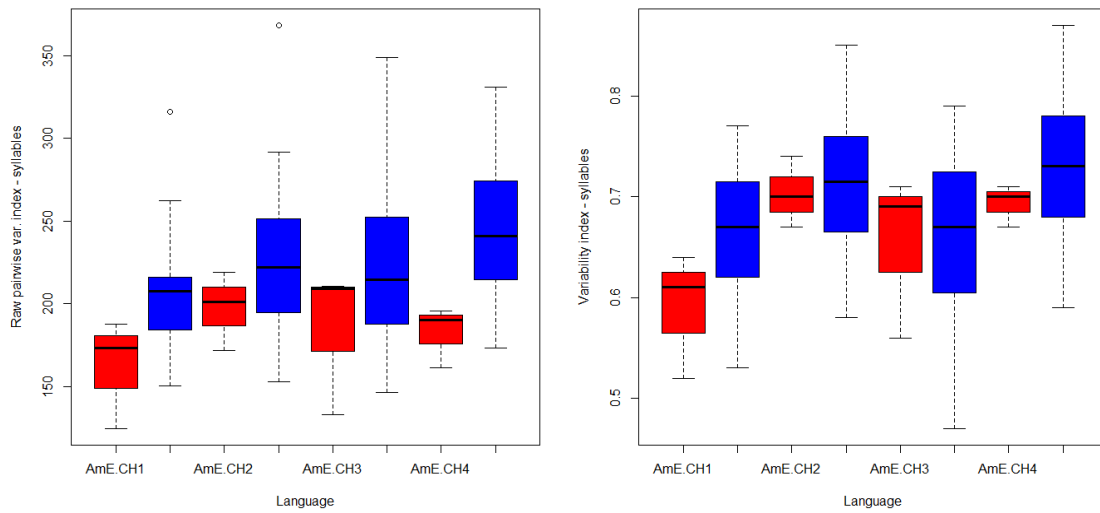 Raw pairwise var. index - syllables
350
300
250
200
150
AmE.CH1 AmE.CH2 AmE.CH3 AmE.CH4
Language
Variability index - syllables
0.8
0.7
0.6
0.5
AmE.CH1 AmE.CH2 AmE.CH3 AmE.CH4
Language